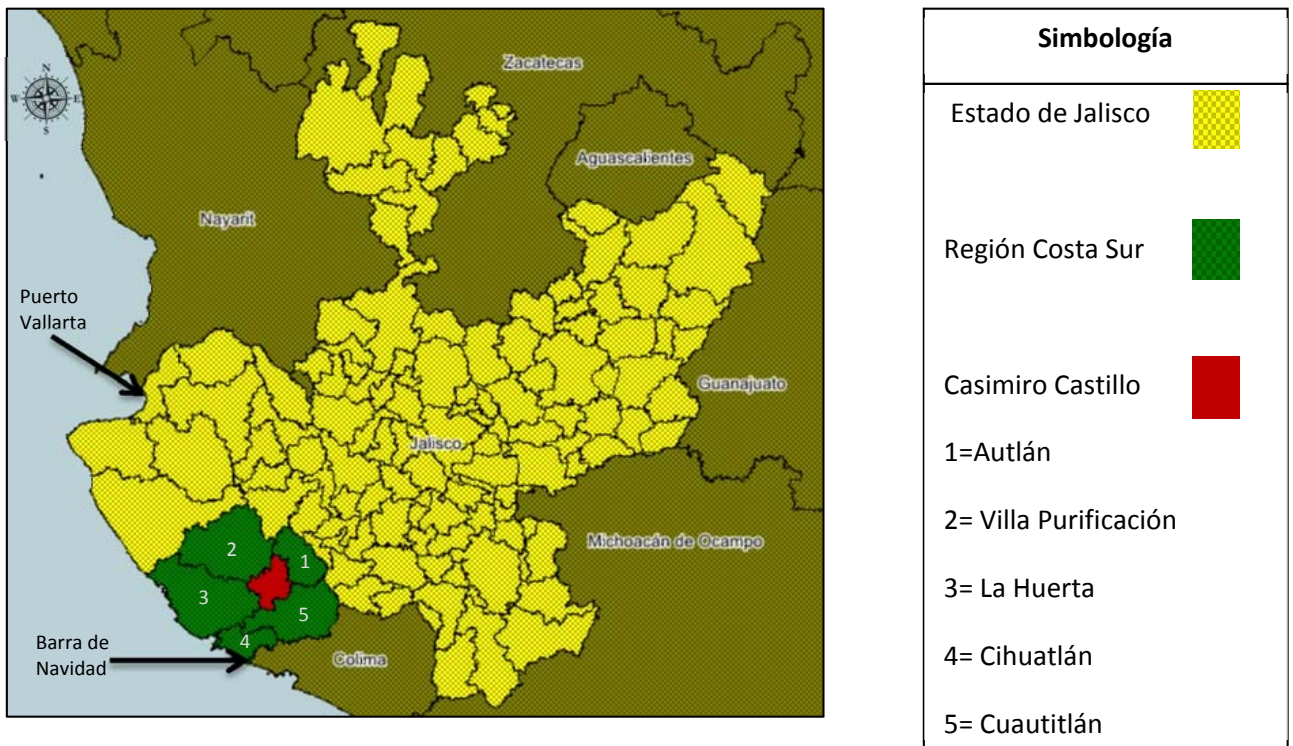 N
W
E
S
Zacatecas
Aguascalientes
Nayarit
Puerto
Vallarta
Guanajuato
Jalisco
Michoacán de Ocampo
2
1
3
5
4
Barra de
Navidad
Colima
Simbología
Estado de Jalisco
Región Costa Sur
Casimiro Castillo
1=Autlán
2= Villa Purificación
3= La Huerta
4= Cihuatlán
5= Cuautitlán